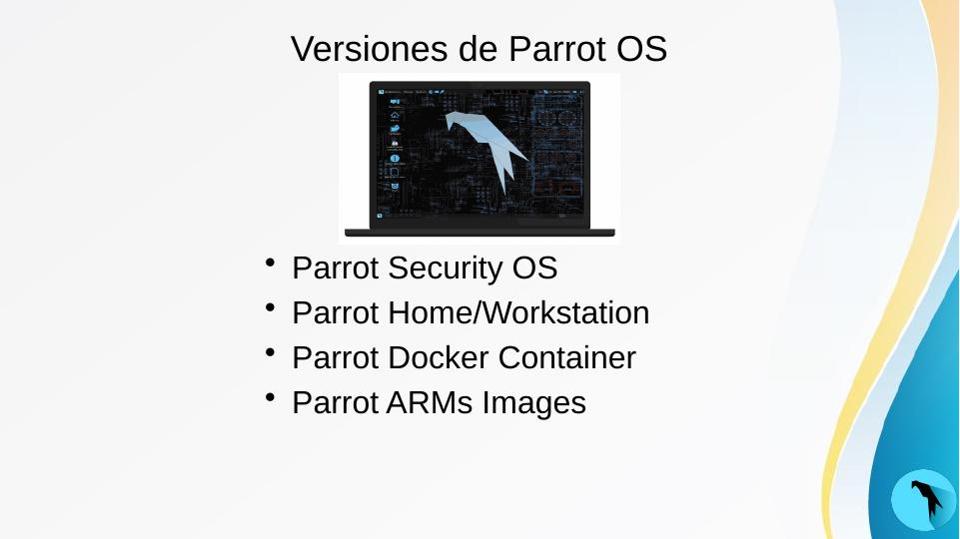 Versiones de Parrot OS
Parrot Security OS
Parrot Home/Workstation
Parrot Docker Container
Parrot ARMs Images